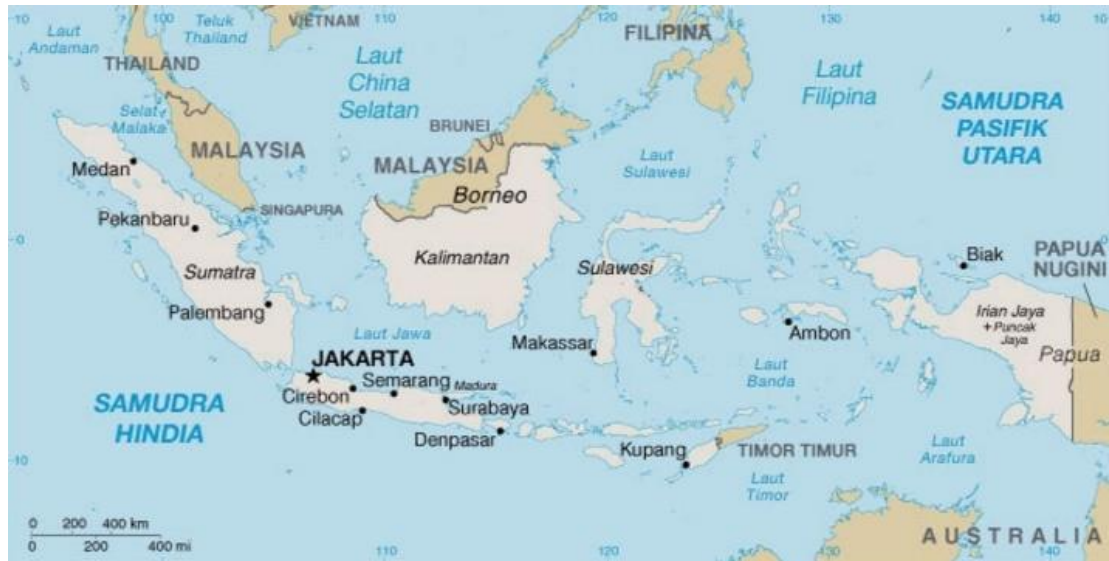 10
100
Teluk
Thailand
VIETNAM
110
120
130
140
10
Laut
Andaman
THAILAND
Laut
China
Selatan
FILIPINA
Laut
Filipina
SAMUDRA
PASIFIK
UTARA
Selat
Malaka
MALAYSIA
BRUNEI
MALAYSIA
Laut
Sulawesi
Medan
Borneo
SINGAPURA
Pekanbaru
0
Sumatra
Kalimantan
Sulawesi
Biak
PAPUA
NUGINI
Palembang
Irian Jaya
+ Puncak
Jaya
Papua
Laut Jawa
Makassar
Ambon
JAKARTA
Laut
Banda
Cirebon
Semarang
Madura
Surabaya
Cilacap
SAMUDRA
HINDIA
Denpasar
Kupang
TIMOR TIMUR
Laut
Arafura
10
Laut
Timor
0 200 400 km
0 200 400 mi
110
120
130
140
AUSTRALIA